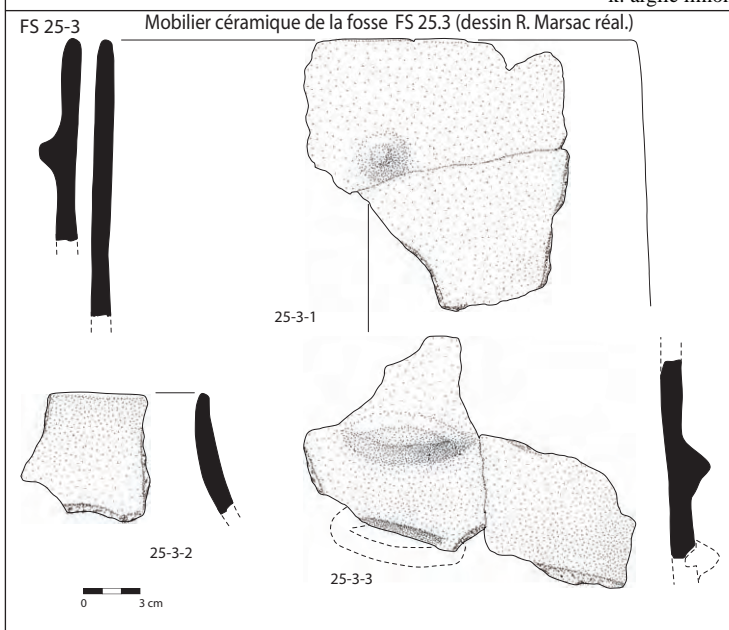 FS 25-3
Mobilier céramique de la fosse FS 25.3 (dessin R. Marsac réal.)
25-3-1
25-3-2
25-3-3
0 3 cm